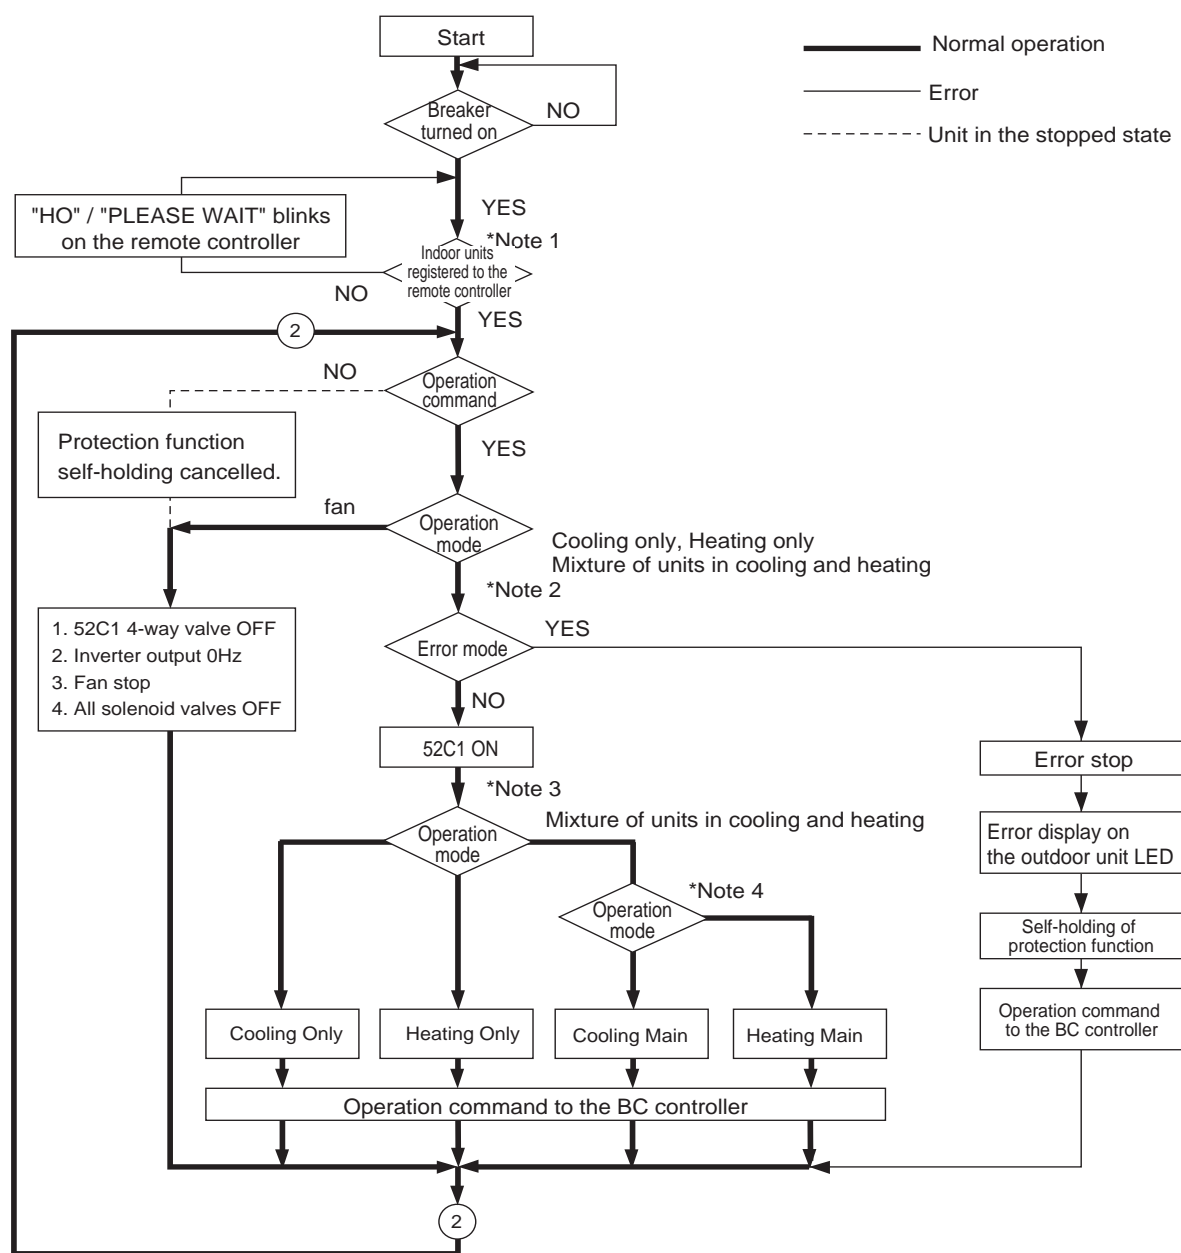 Start
Normal operation
Error
Unit in the stopped state
Breaker
turned on
NO
YES
"HO" / "PLEASE WAIT" blinks
on the remote controller
*Note 1
Indoor units
registered to the
remote controller
NO
YES
2
NO
Operation
command
Protection function
self-holding cancelled.
YES
fan
Operation
mode
Cooling only, Heating only
Mixture of units in cooling and heating
*Note 2
1. 52C1 4-way valve OFF
2. Inverter output 0Hz
3. Fan stop
4. All solenoid valves OFF
Error mode
YES
NO
52C1 ON
*Note 3
Operation
mode
Mixture of units in cooling and heating
*Note 4
Operation
mode
Error stop
Error display on
the outdoor unit LED
Self-holding of
protection function
Operation command
to the BC controller
Cooling Only
Heating Only
Cooling Main
Heating Main
Operation command to the BC controller
2